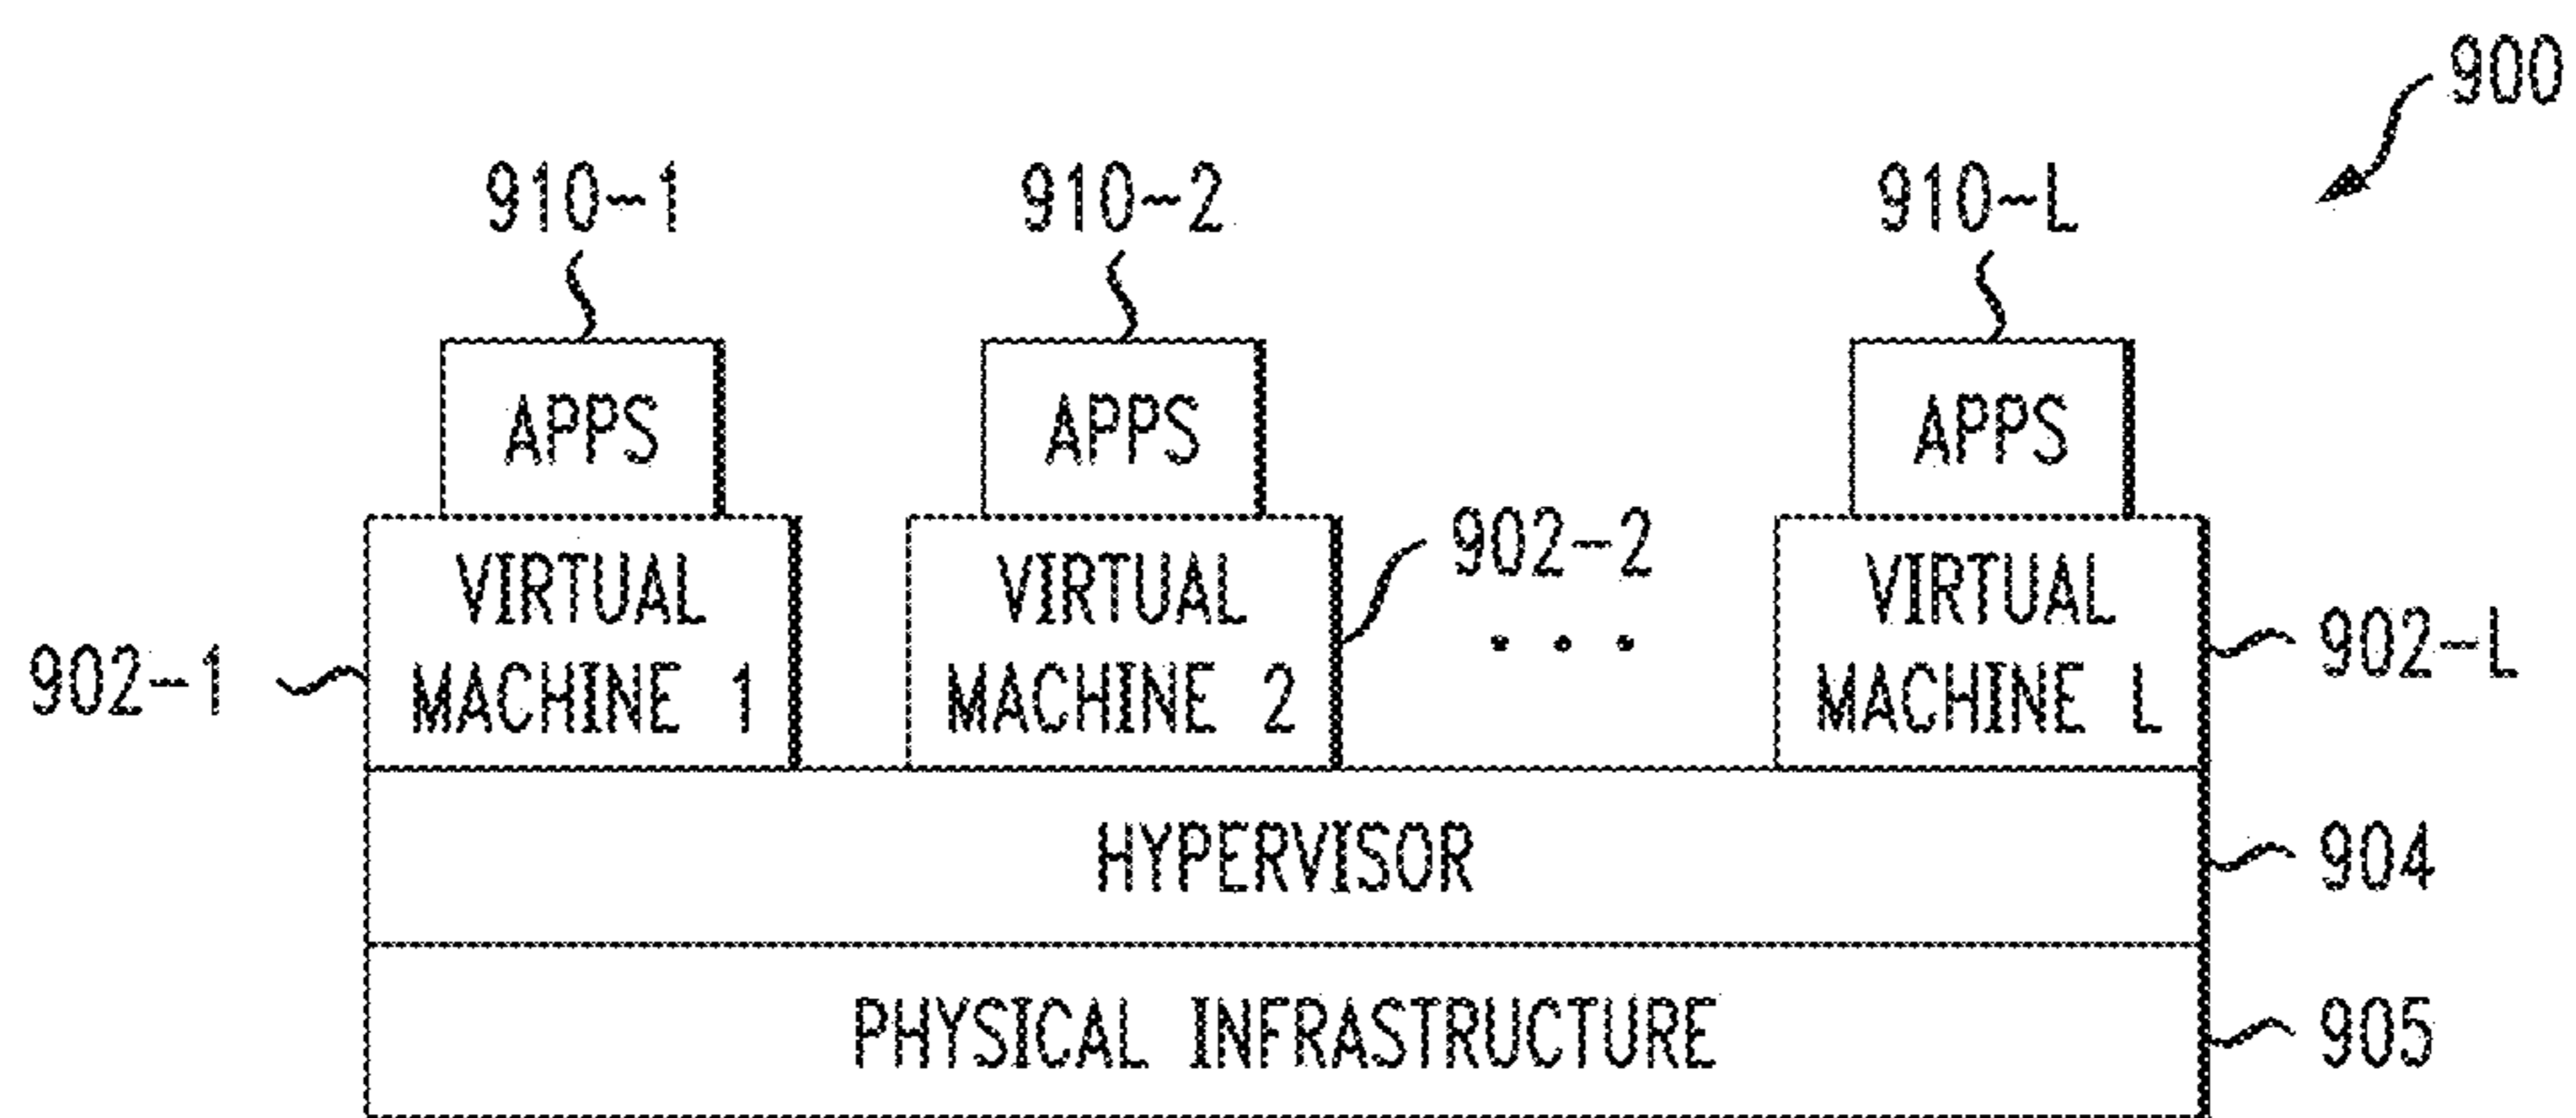 900
910-1 910-2 910-L
APPS APPS APPS
902-2
VIRTUAL VIRTUAL VIRTUAL
902-1 MACHINE 1 MACHINE 2 . . . MACHINE L 902-L
HYPERVISOR 904
PHYSICAL INFRASTRUCTURE 905